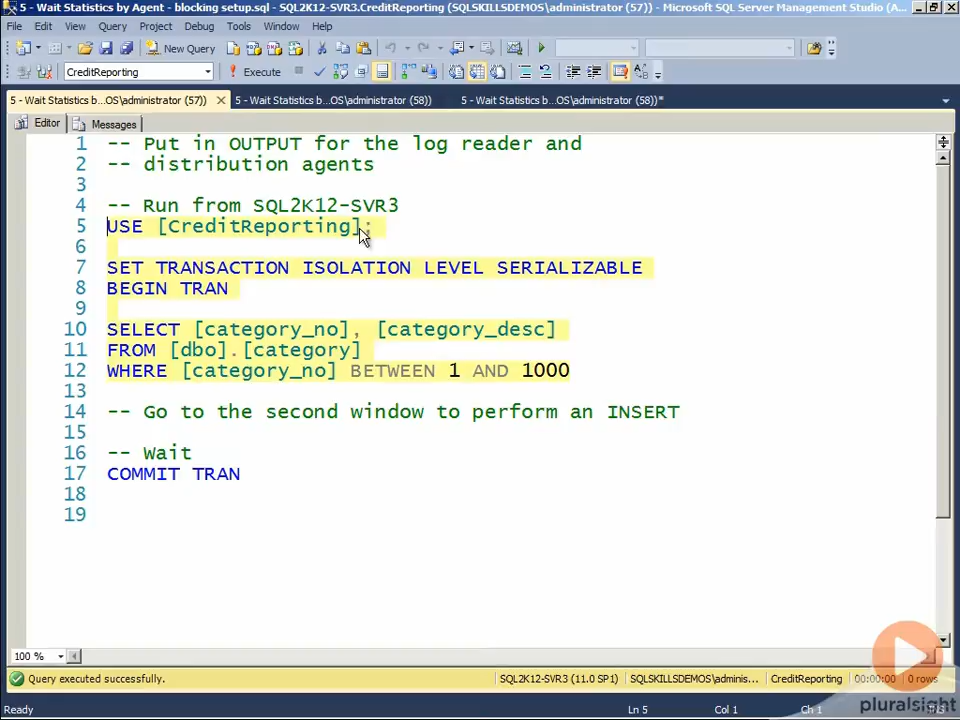 5 - Wait Statistics by Agent - blocking setup.sql - SQL2K12-SVR3.CreditReporting (SQLSKILLSDEMOS\administrator (57)) - Microsoft SQL Server Management Studio (A...
File Edit View Query Project Debug Tools Window Help
New Query
CreditReporting Execute
5 - Wait Statistics b...OS\administrator (57)) 5 - Wait Statistics b...OS\administrator (58)) 5 - Wait Statistics b...OS\administrator (58))*
Editor Messages
1 -- Put in OUTPUT for the log reader and
2 -- distribution agents
3
4 -- Run from SQL2K12-SVR3
5 USE [CreditReporting];
6
7 SET TRANSACTION ISOLATION LEVEL SERIALIZABLE
8 BEGIN TRAN
9
10 SELECT [category_no], [category_desc]
11 FROM [dbo].[category]
12 WHERE [category_no] BETWEEN 1 AND 1000
13
14 -- Go to the second window to perform an INSERT
15
16 -- Wait
17 COMMIT TRAN
18
19
100 %
Query executed successfully. SQL2K12-SVR3 (11.0 SP1) SQLSKILLSDEMOS\adminis... CreditReporting 00:00:00 0 rows
Ready Ln 5 Col 1 Ch 1 INS
pluralsight